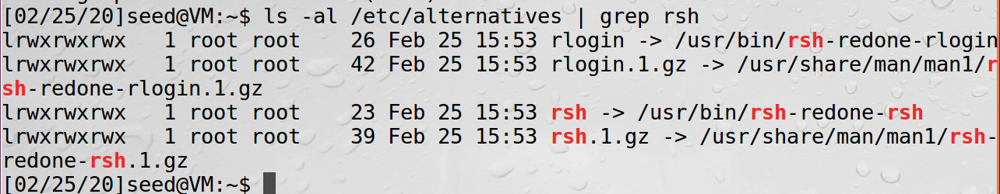 [02/25/20]seed@VM:~$ ls -al /etc/alternatives | grep rsh
lrwxrwxrwx   1 root root    26 Feb 25 15:53 rlogin -> /usr/bin/rsh-redone-rlogin
lrwxrwxrwx   1 root root    42 Feb 25 15:53 rlogin.1.gz -> /usr/share/man/man1/r
sh-redone-rlogin.1.gz
lrwxrwxrwx   1 root root    23 Feb 25 15:53 rsh -> /usr/bin/rsh-redone-rsh
lrwxrwxrwx   1 root root    39 Feb 25 15:53 rsh.1.gz -> /usr/share/man/man1/rsh-
redone-rsh.1.gz
[02/25/20]seed@VM:~$